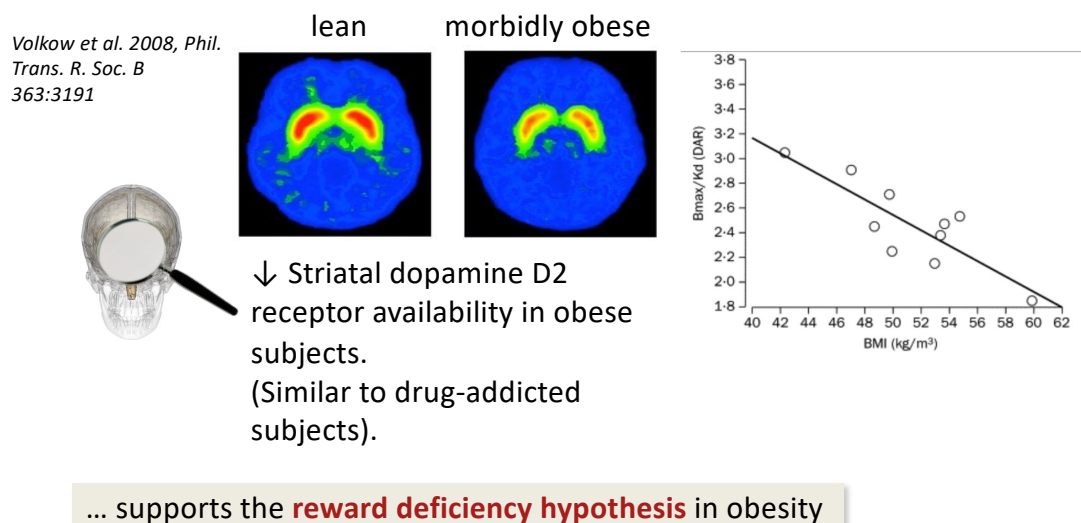 Volkow et al. 2008, Phil.
Trans. R. Soc. B
363:3191
lean
morbidly obese
↓ Striatal dopamine D2
receptor availability in obese
subjects.
(Similar to drug-addicted
subjects).
Bmax/Kd (DAR)
3·8
3·6
3·4
3·2
3·0
2·8
2·6
2·4
2·2
2·0
1·8
40 42 44 46 48 50 52 54 56 58 60 62
BMI (kg/m³)
... supports the reward deficiency hypothesis in obesity